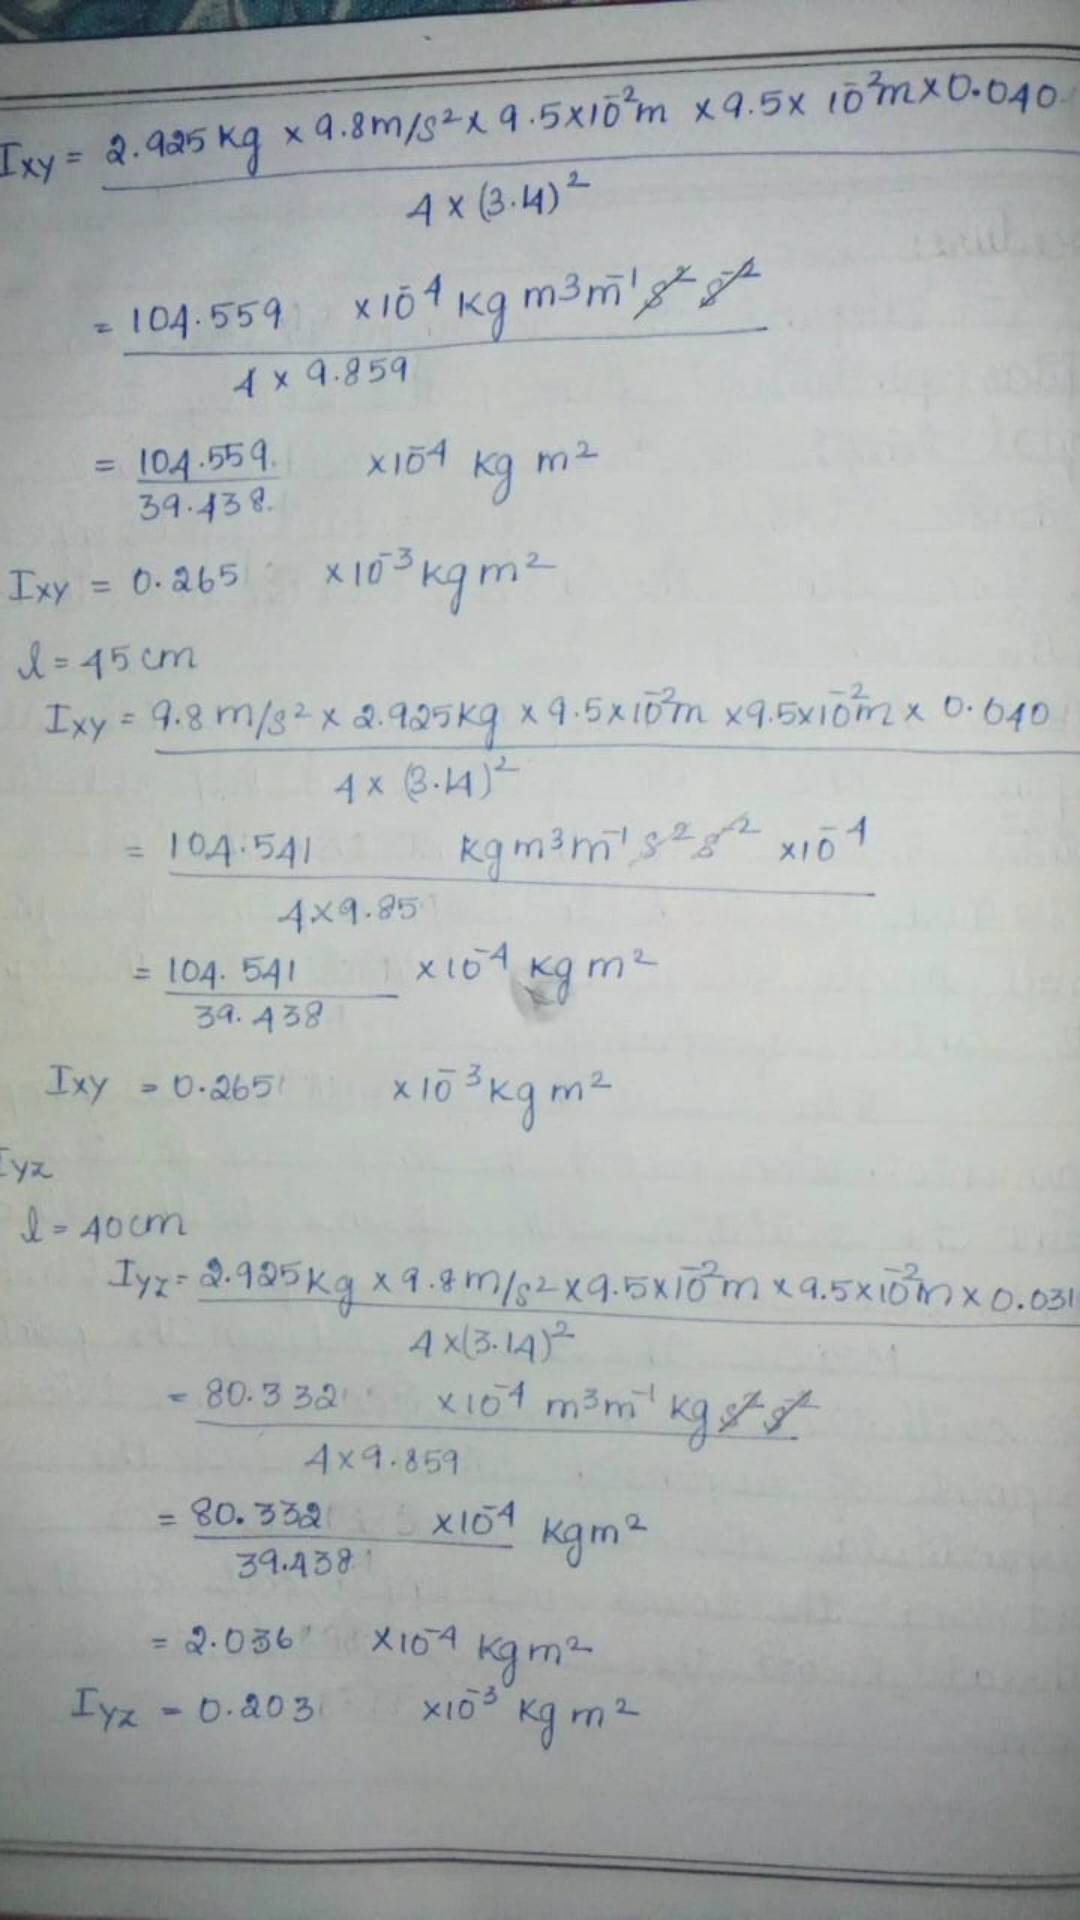 Ixy = 2.925 kg × 9.8 m/s² × 9.5×10⁻² m × 9.5 × 10⁻² m × 0.040
4 × (3.14)²
= 104.559 ×10⁻⁴ kg m³ m⁻¹ s² s⁻²
4 × 9.859
= 104.559 ×10⁻⁴ kg m²
39.438
Ixy = 0.265 ×10⁻³ kg m²
l = 45 cm
Ixy = 9.8 m/s² × 2.925 kg × 9.5×10⁻² m × 9.5×10⁻² m × 0.040
4 × (3.14)²
= 104.541 kg m³ m⁻¹ s² s⁻² ×10⁻⁴
4×9.85
= 104.541 ×10⁻⁴ kg m²
39.438
Ixy = 0.265 ×10⁻³ kg m²
Iyz
l = 40 cm
Iyz = 2.925 kg × 9.8 m/s² × 9.5×10⁻² m × 9.5×10⁻² m × 0.031
4 × (3.14)²
= 80.332 ×10⁻⁴ m³ m⁻¹ kg s² s⁻²
4×9.859
= 80.332 ×10⁻⁴ kg m²
39.438
= 2.036 ×10⁻⁴ kg m²
Iyz = 0.203 ×10⁻³ kg m²